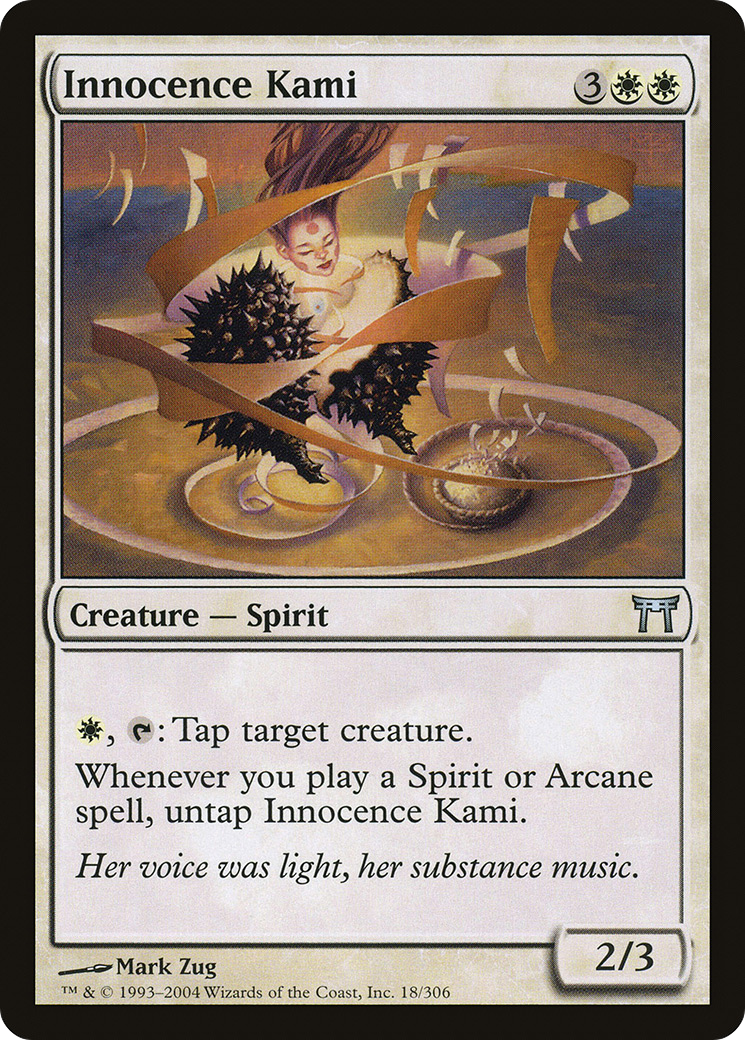 Innocence Kami 3
Creature — Spirit
, : Tap target creature.
Whenever you play a Spirit or Arcane
spell, untap Innocence Kami.
Her voice was light, her substance music.
2/3
Mark Zug
™ & © 1993–2004 Wizards of the Coast, Inc. 18/306